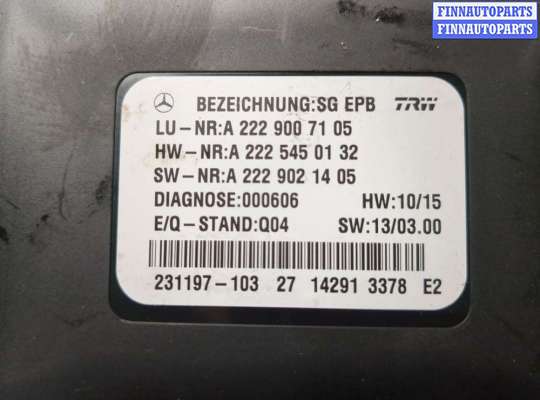 FINNAUTOPARTS
FINNAUTOPARTS
BEZEICHNUNG:SG EPB TRW
LU-NR:A 222 900 71 05
HW-NR:A 222 545 01 32
SW-NR:A 222 902 14 05
DIAGNOSE:000606 HW:10/15
E/Q-STAND:Q04 SW:13/03.00
231197-103 27 14291 3378 E2